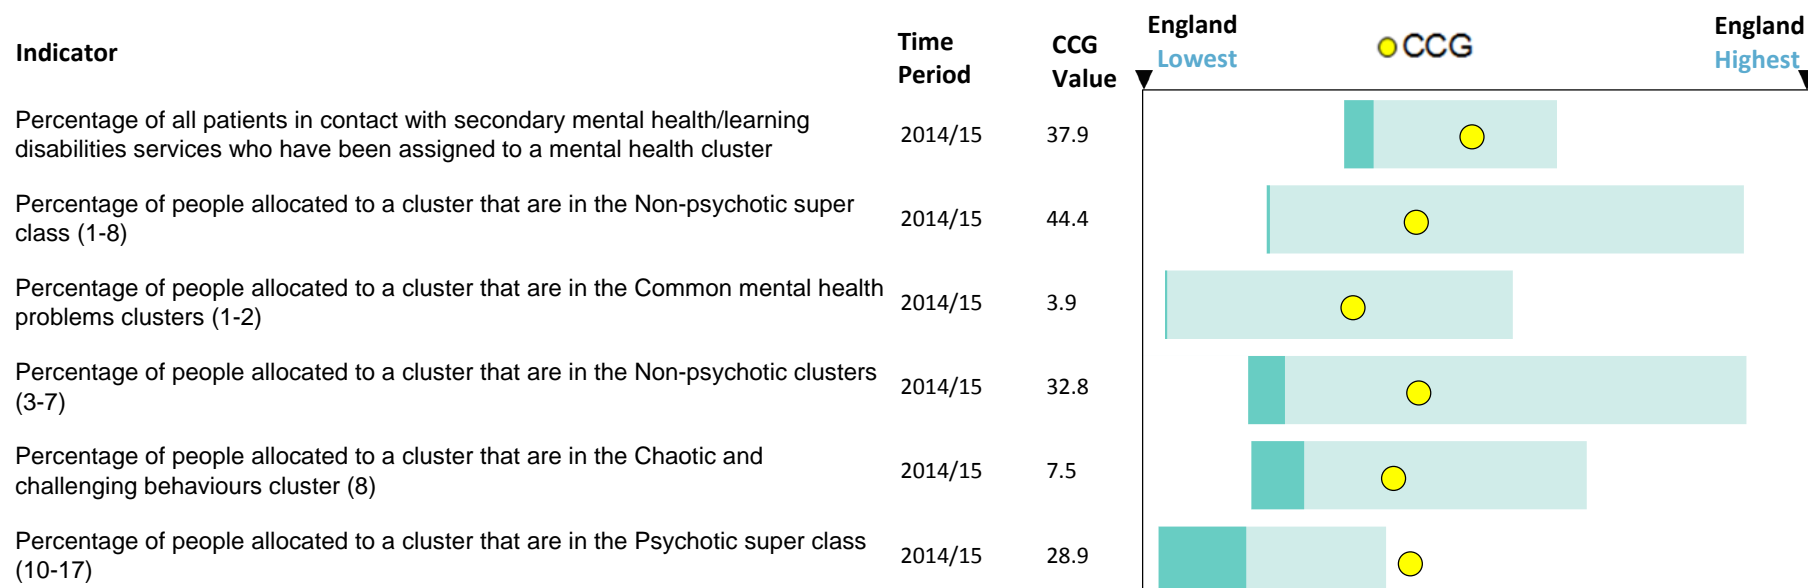 Indicator
Time
Period
CCG
Value
England
Lowest
CCG
England
Highest
Percentage of all patients in contact with secondary mental health/learning
disabilities services who have been assigned to a mental health cluster
2014/15
37.9
Percentage of people allocated to a cluster that are in the Non-psychotic super
class (1-8)
2014/15
44.4
Percentage of people allocated to a cluster that are in the Common mental health
problems clusters (1-2)
2014/15
3.9
Percentage of people allocated to a cluster that are in the Non-psychotic clusters
(3-7)
2014/15
32.8
Percentage of people allocated to a cluster that are in the Chaotic and
challenging behaviours cluster (8)
2014/15
7.5
Percentage of people allocated to a cluster that are in the Psychotic super class
(10-17)
2014/15
28.9